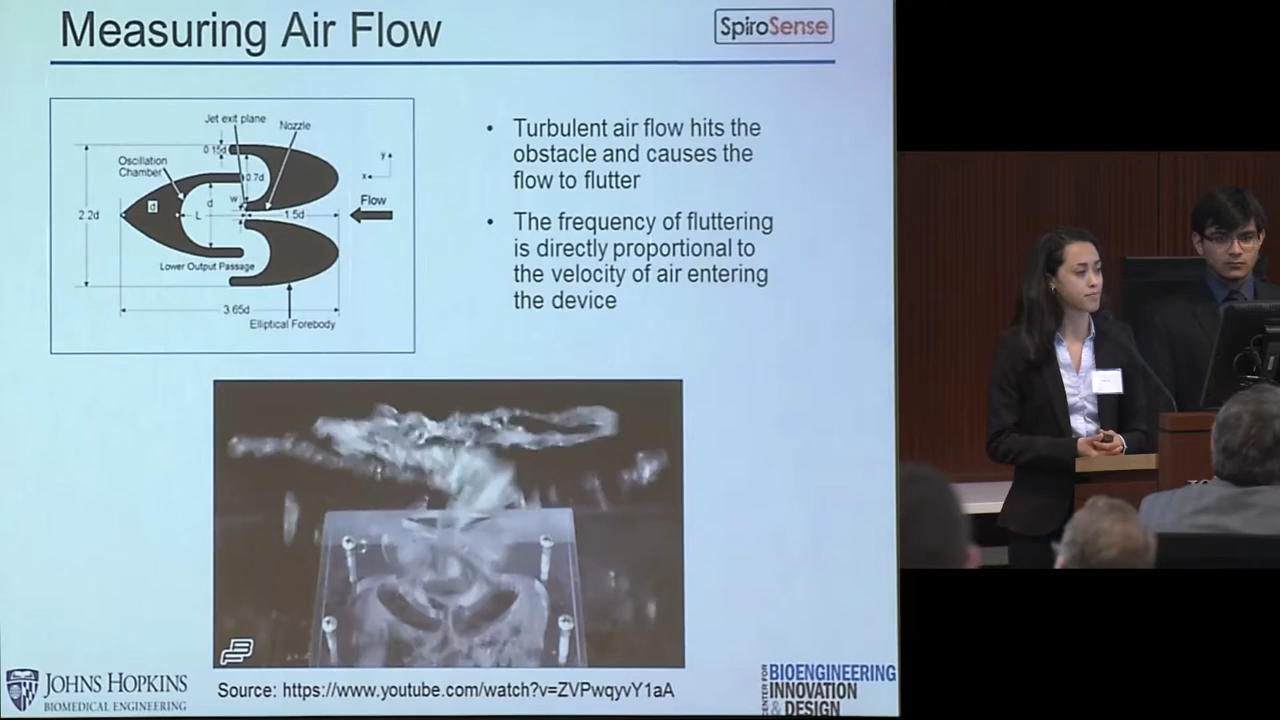 Measuring Air Flow
SpiroSense
Jet exit plane
Nozzle
0.15d
Oscillation
Chamber
y
x
0.7d
w
Flow
d
d
L
1.5d
2.2d
Lower Output Passage
3.65d
Elliptical Forebody
• Turbulent air flow hits the
obstacle and causes the
flow to flutter
• The frequency of fluttering
is directly proportional to
the velocity of air entering
the device
JOHNS HOPKINS
BIOMEDICAL ENGINEERING
Source: https://www.youtube.com/watch?v=ZVPwqyvY1aA
CENTER FOR
BIOENGINEERING
INNOVATION
& DESIGN